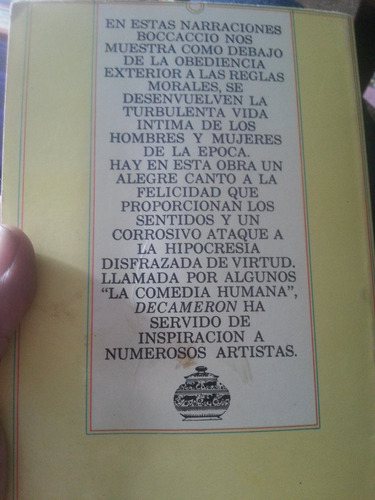 EN ESTAS NARRACIONES
BOCCACCIO NOS
MUESTRA COMO DEBAJO
DE LA OBEDIENCIA
EXTERIOR A LAS REGLAS
MORALES, SE
DESENVUELVEN LA
TURBULENTA VIDA
INTIMA DE LOS
HOMBRES Y MUJERES
DE LA EPOCA.
HAY EN ESTA OBRA UN
ALEGRE CANTO A LA
FELICIDAD QUE
PROPORCIONAN LOS
SENTIDOS Y UN
CORROSIVO ATAQUE A
LA HIPOCRESIA
DISFRAZADA DE VIRTUD.
LLAMADA POR ALGUNOS
"LA COMEDIA HUMANA",
DECAMERON HA
SERVIDO DE
INSPIRACION A
NUMEROSOS ARTISTAS.